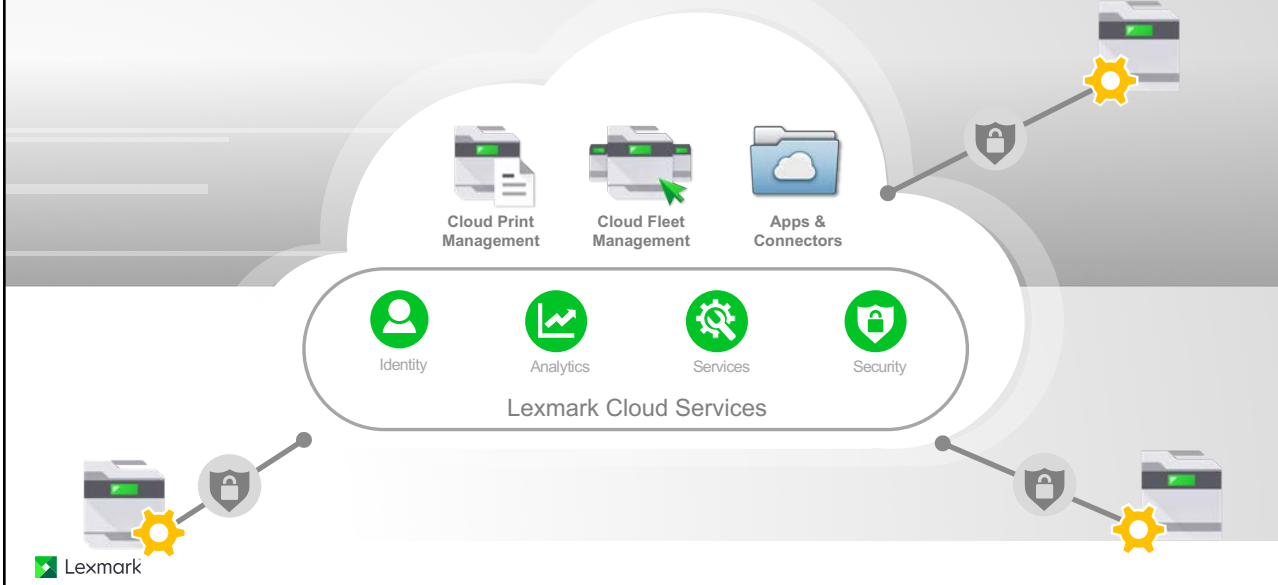 Cloud Print
Management
Cloud Fleet
Management
Apps &
Connectors
Identity
Analytics
Services
Security
Lexmark Cloud Services
Lexmark